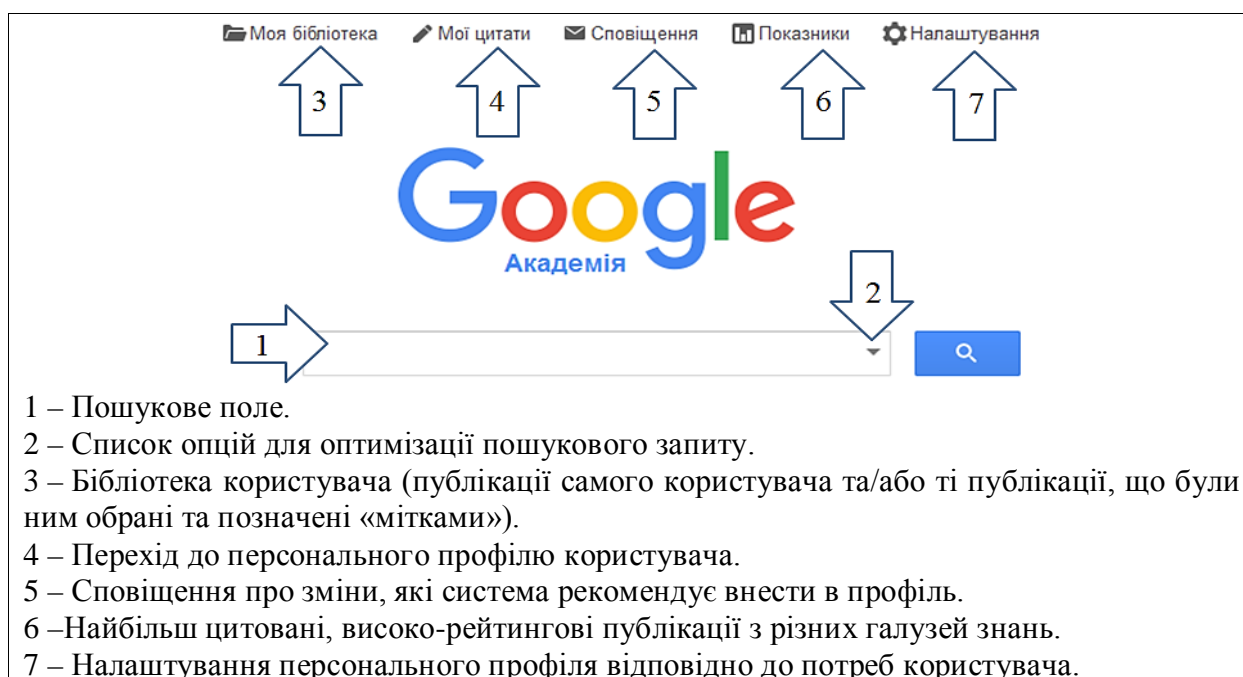 Моя бібліотека Мої цитати Сповіщення Показники Налаштування
3 4 5 6 7
Google
Академія
2
1
1 – Пошукове поле.
2 – Список опцій для оптимізації пошукового запиту.
3 – Бібліотека користувача (публікації самого користувача та/або ті публікації, що були
ним обрані та позначені «мітками»).
4 – Перехід до персонального профілю користувача.
5 – Сповіщення про зміни, які система рекомендує внести в профіль.
6 –Найбільш цитовані, високо-рейтингові публікації з різних галузей знань.
7 – Налаштування персонального профіля відповідно до потреб користувача.